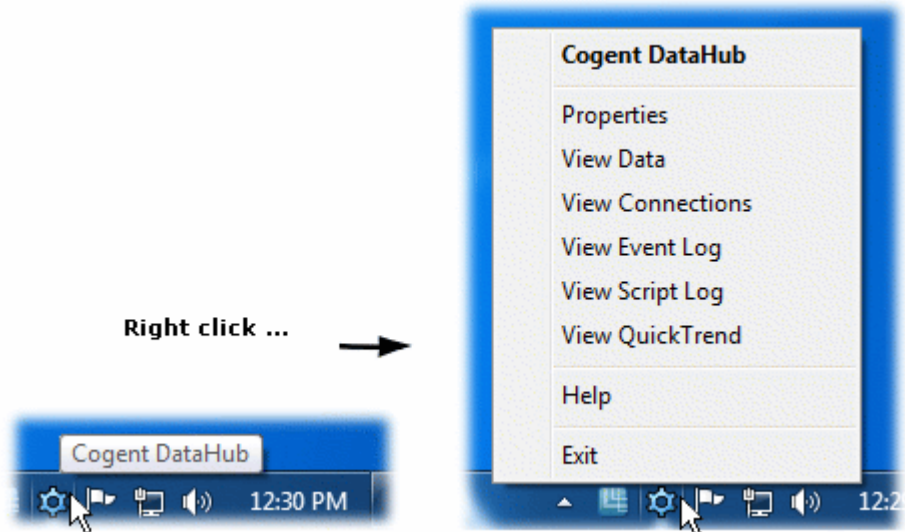 Right click ...
Cogent DataHub
12:30 PM
Cogent DataHub
Properties
View Data
View Connections
View Event Log
View Script Log
View QuickTrend
Help
Exit